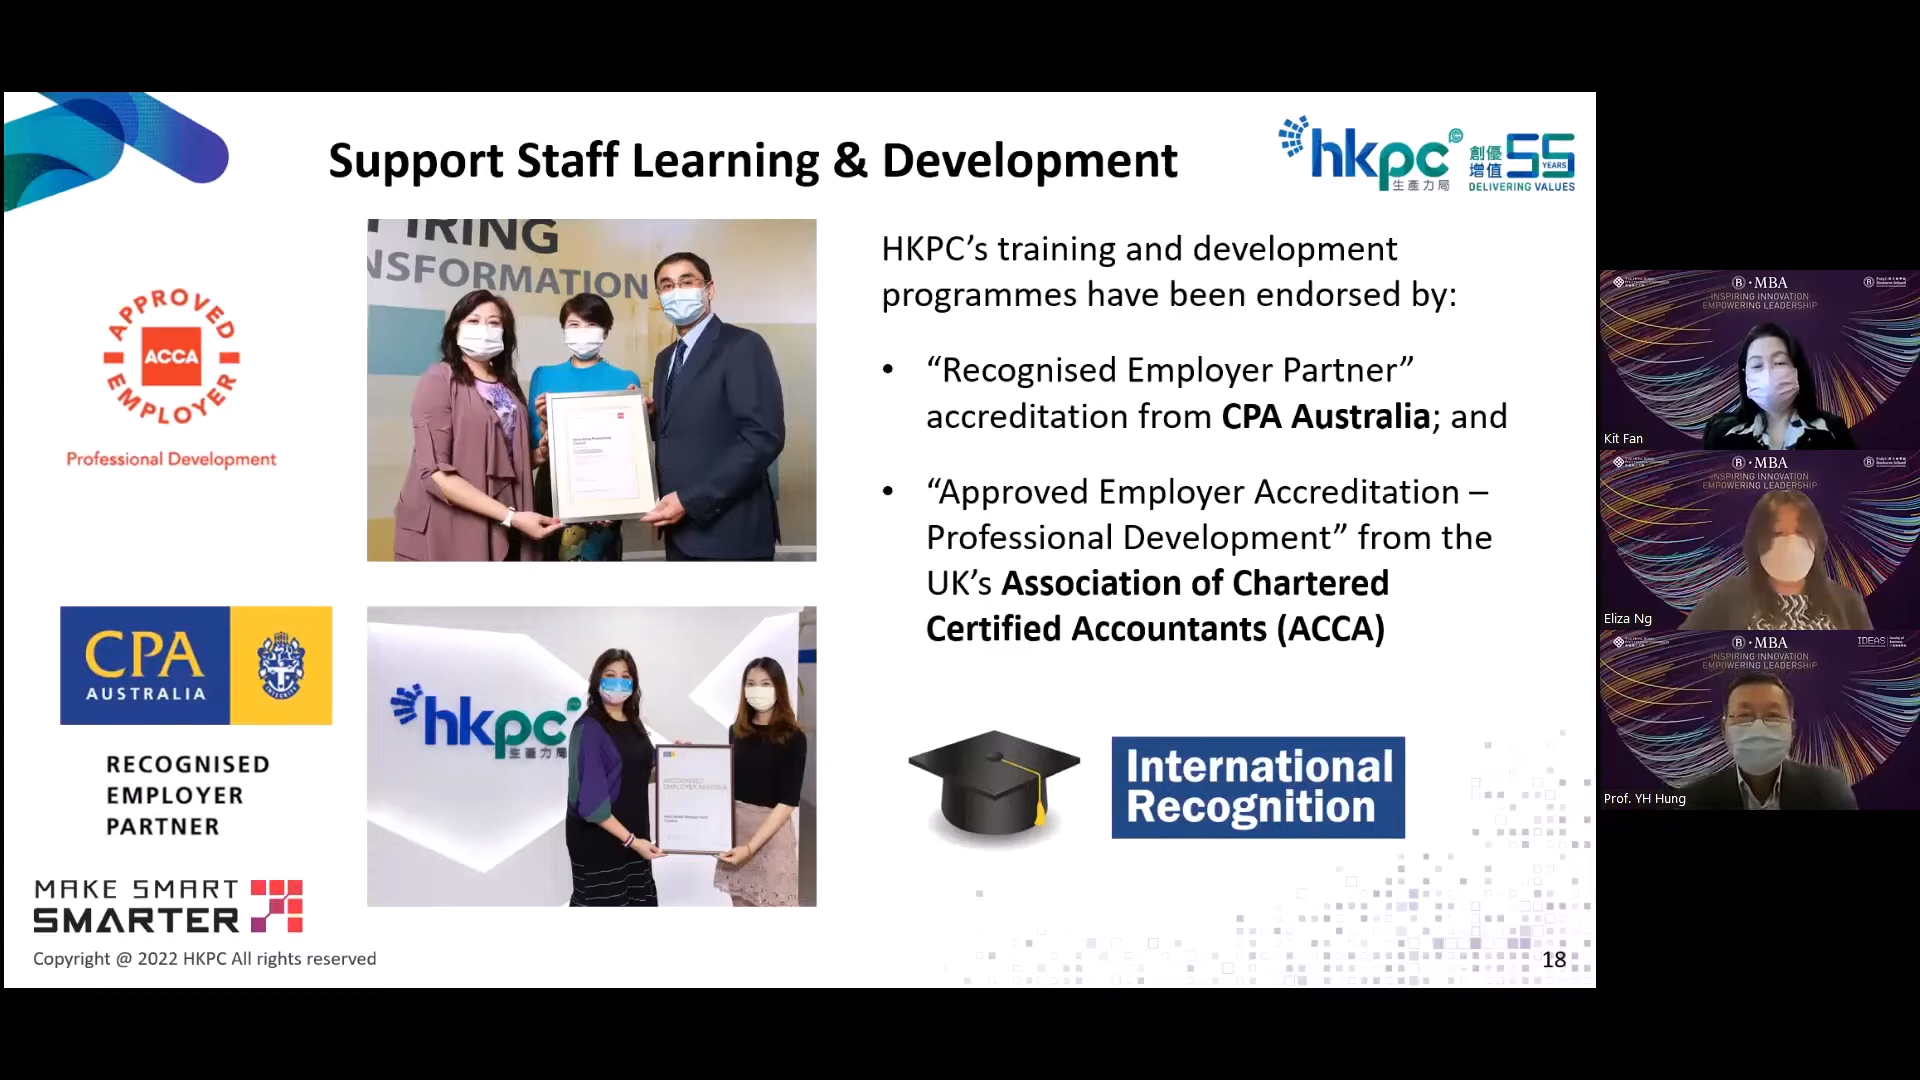 Support Staff Learning & Development
hkpc
生產力局
創優
增值
55
YEARS
DELIVERING VALUES
APPROVED
ACCA
EMPLOYER
Professional Development
IRING
NSFORMATION
HKPC’s training and development
programmes have been endorsed by:
• “Recognised Employer Partner”
accreditation from CPA Australia; and
• “Approved Employer Accreditation –
Professional Development” from the
UK’s Association of Chartered
Certified Accountants (ACCA)
CPA
AUSTRALIA
INTEGRITY
RECOGNISED
EMPLOYER
PARTNER
hkpc
生產力局
RECOGNISED
EMPLOYER PARTNER
International
Recognition
MAKE SMART
SMARTER
Copyright @ 2022 HKPC All rights reserved
18
B·MBA
INSPIRING INNOVATION
EMPOWERING LEADERSHIP
Kit Fan
B·MBA
INSPIRING INNOVATION
EMPOWERING LEADERSHIP
Eliza Ng
B·MBA
INSPIRING INNOVATION
EMPOWERING LEADERSHIP
IDEAS
Prof. YH Hung